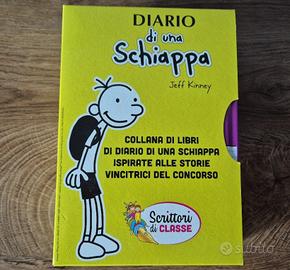 DIARIO
di una
Schiappa
Jeff Kinney
COLLANA DI LIBRI
DI DIARIO DI UNA SCHIAPPA
ISPIRATE ALLE STORIE
VINCITRICI DEL CONCORSO
Scrittori
di CLASSE
subito